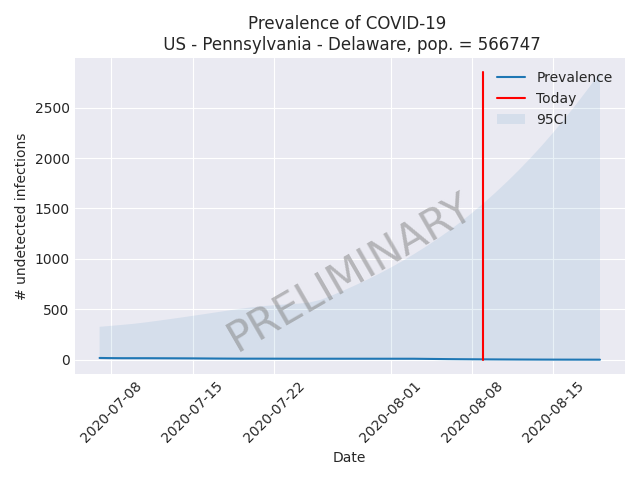 Prevalence of COVID-19
US - Pennsylvania - Delaware, pop. = 566747
Prevalence
Today
95CI
# undetected infections
2500
2000
1500
1000
500
0
PRELIMINARY
2020-07-08
2020-07-15
2020-07-22
2020-08-01
2020-08-08
2020-08-15
Date